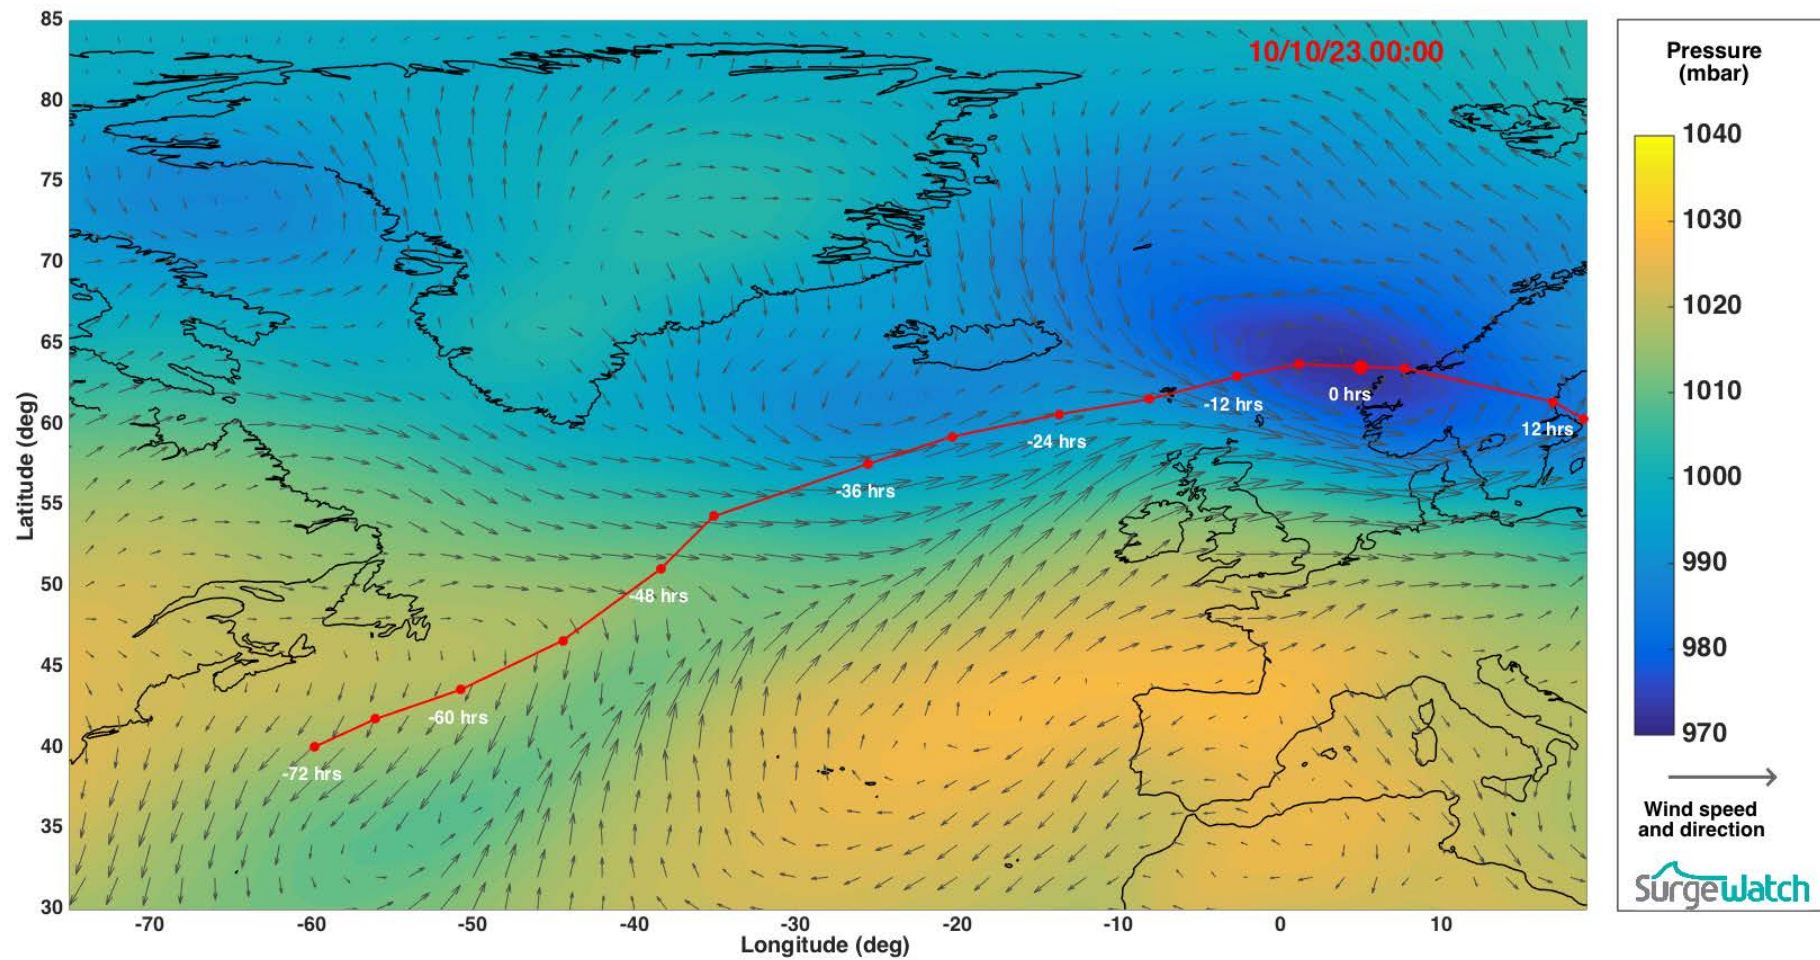 10/10/23 00:00
85
80
75
70
65
60
55
50
45
40
35
30
Latitude (deg)
0 hrs
-12 hrs
12 hrs
-24 hrs
-36 hrs
-48 hrs
-60 hrs
-72 hrs
-70
-60
-50
-40
-30
-20
-10
0
10
Longitude (deg)
Pressure
(mbar)
1040
1030
1020
1010
1000
990
980
970
Wind speed
and direction
SurgeWatch